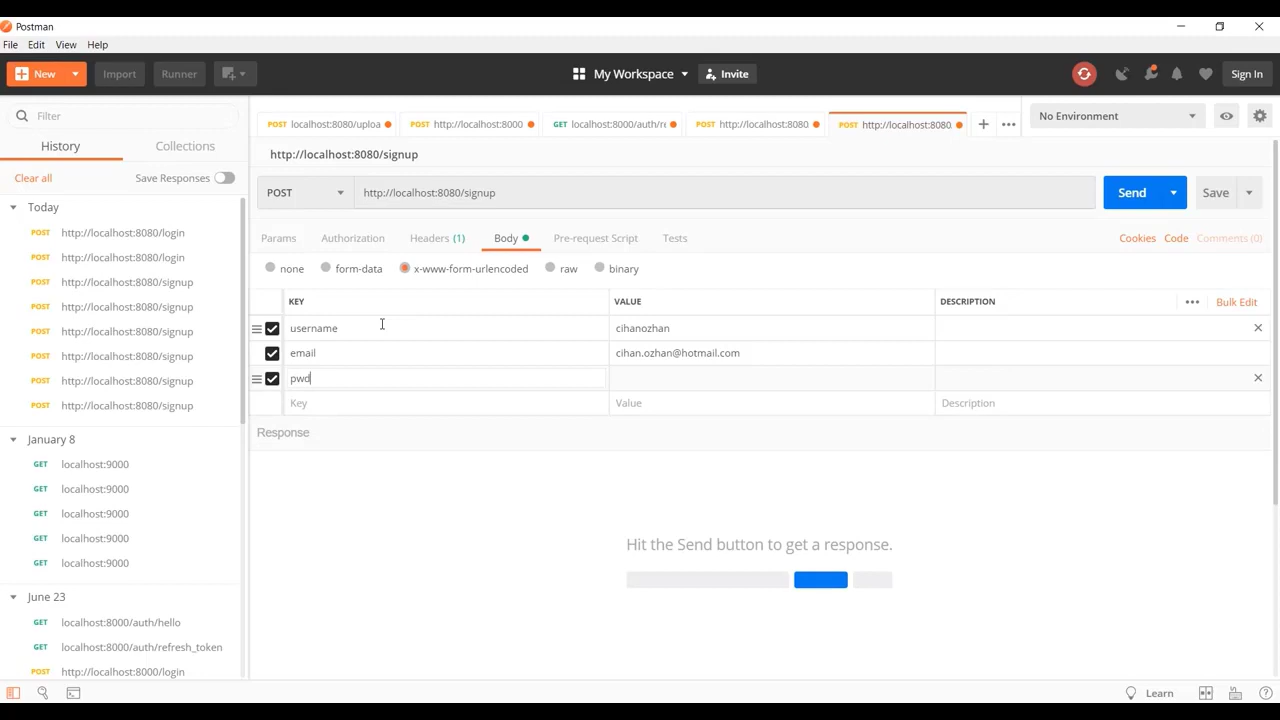 Postman
File Edit View Help
New Import Runner My Workspace Invite Sign In
Filter
History Collections
Clear all Save Responses
Today
POST http://localhost:8080/login
POST http://localhost:8080/login
POST http://localhost:8080/signup
POST http://localhost:8080/signup
POST http://localhost:8080/signup
POST http://localhost:8080/signup
POST http://localhost:8080/signup
POST http://localhost:8080/signup
January 8
GET localhost:9000
GET localhost:9000
GET localhost:9000
GET localhost:9000
GET localhost:9000
June 23
GET localhost:8000/auth/hello
GET localhost:8000/auth/refresh_token
POST http://localhost:8000/login
POST localhost:8080/uploa POST http://localhost:8000 GET localhost:8000/auth/re POST http://localhost:8080 POST http://localhost:8080, No Environment
http://localhost:8080/signup
POST http://localhost:8080/signup Send Save
Params Authorization Headers (1) Body Pre-request Script Tests Cookies Code Comments (0)
none form-data x-www-form-urlencoded raw binary
KEY VALUE DESCRIPTION Bulk Edit
username cihanozhan
email cihan.ozhan@hotmail.com
pwd
Key Value Description
Response
Hit the Send button to get a response.
Learn